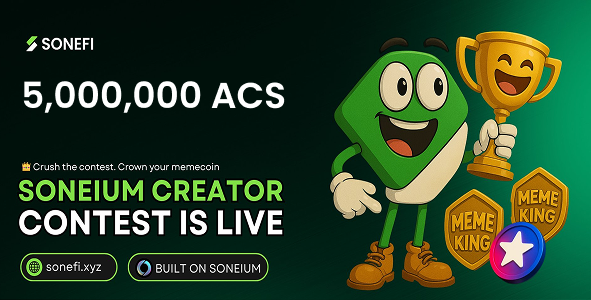 SONEFI
5,000,000 ACS
Crush the contest. Crown your memecoin
SONEIUM CREATOR
CONTEST IS LIVE
sonefi.xyz
BUILT ON SONEIUM
MEME
KING
MEME
KING